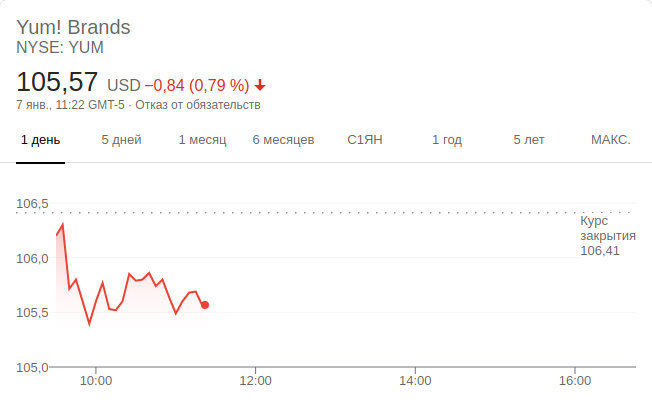 Yum! Brands
NYSE: YUM
105,57 USD −0,84 (0,79 %)
7 янв., 11:22 GMT-5 · Отказ от обязательств
1 день 5 дней 1 месяц 6 месяцев С1ЯН 1 год 5 лет МАКС.
106,5
Курс
закрытия
106,41
106,0
105,5
105,0
10:00 12:00 14:00 16:00